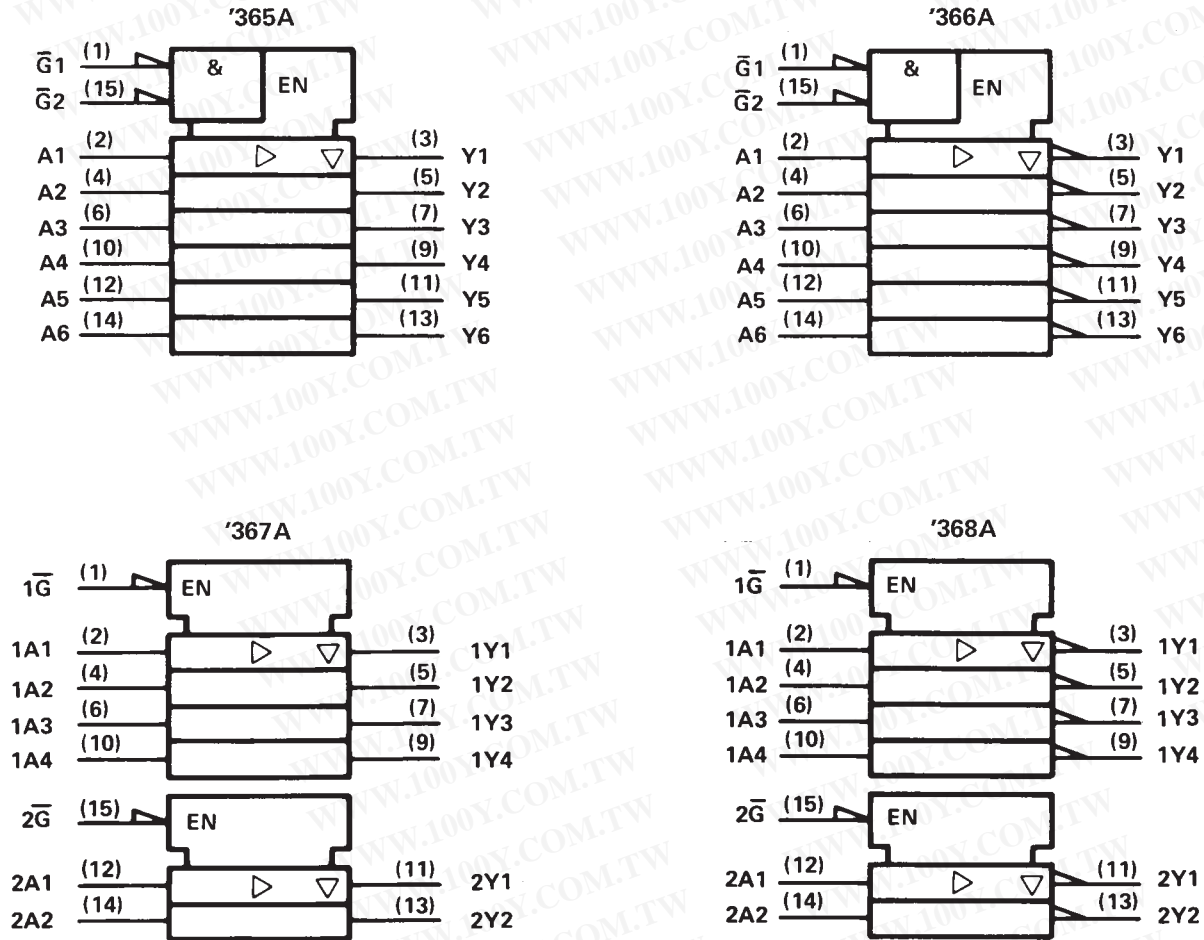 '365A
G̅1 (1)
G̅2 (15)
& EN
A1 (2) (3) Y1
A2 (4) (5) Y2
A3 (6) (7) Y3
A4 (10) (9) Y4
A5 (12) (11) Y5
A6 (14) (13) Y6
'366A
G̅1 (1)
G̅2 (15)
& EN
A1 (2) (3) Y1
A2 (4) (5) Y2
A3 (6) (7) Y3
A4 (10) (9) Y4
A5 (12) (11) Y5
A6 (14) (13) Y6
'367A
1G̅ (1) EN
1A1 (2) (3) 1Y1
1A2 (4) (5) 1Y2
1A3 (6) (7) 1Y3
1A4 (10) (9) 1Y4
2G̅ (15) EN
2A1 (12) (11) 2Y1
2A2 (14) (13) 2Y2
'368A
1G̅ (1) EN
1A1 (2) (3) 1Y1
1A2 (4) (5) 1Y2
1A3 (6) (7) 1Y3
1A4 (10) (9) 1Y4
2G̅ (15) EN
2A1 (12) (11) 2Y1
2A2 (14) (13) 2Y2
WWW.100Y.COM.TW